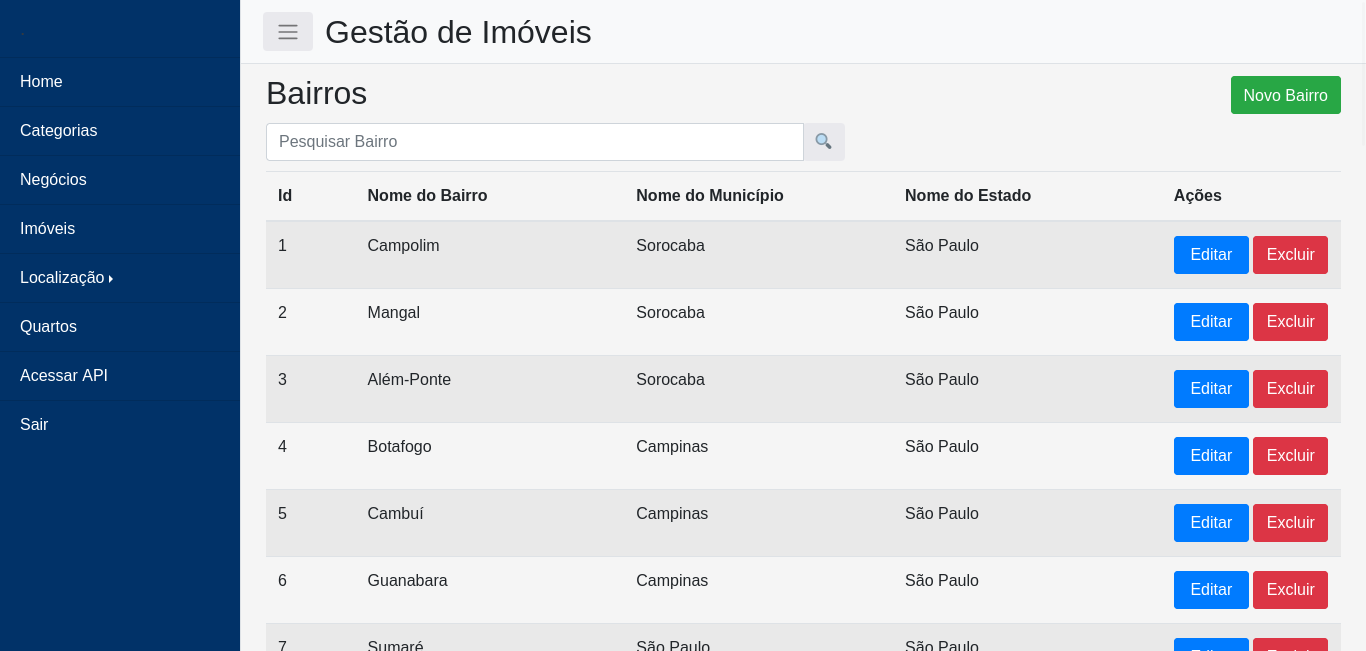 Gestão de Imóveis
Home
Categorias
Negócios
Imóveis
Localização
Quartos
Acessar API
Sair
Bairros
Novo Bairro
Pesquisar Bairro
Id Nome do Bairro Nome do Município Nome do Estado Ações
1 Campolim Sorocaba São Paulo Editar Excluir
2 Mangal Sorocaba São Paulo Editar Excluir
3 Além-Ponte Sorocaba São Paulo Editar Excluir
4 Botafogo Campinas São Paulo Editar Excluir
5 Cambuí Campinas São Paulo Editar Excluir
6 Guanabara Campinas São Paulo Editar Excluir
7 Sumaré São Paulo São Paulo Editar Excluir